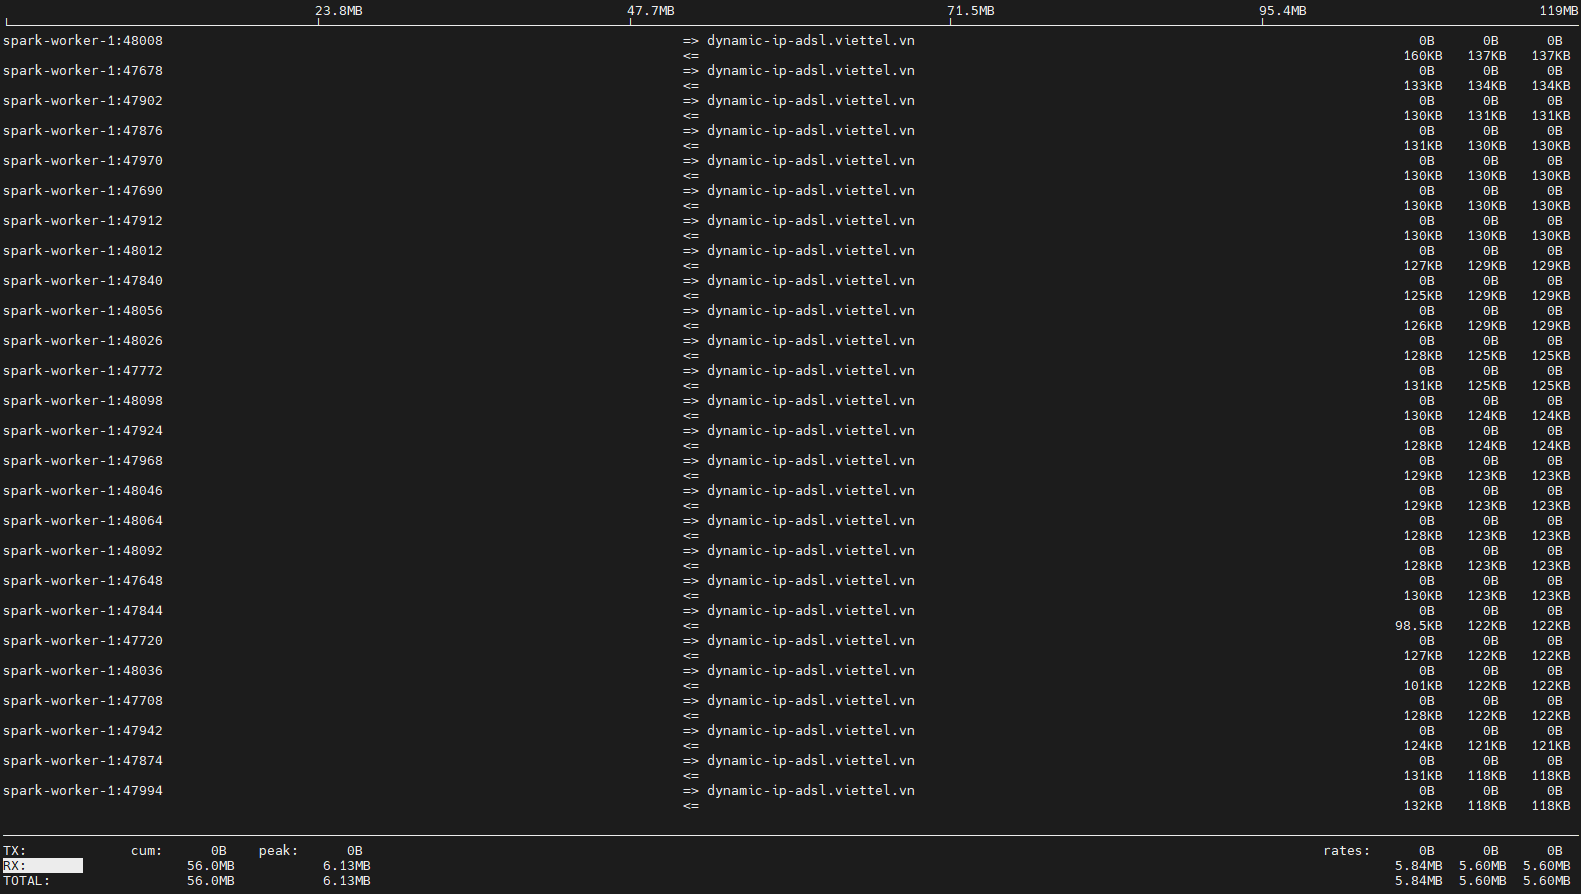 23.8MB 47.7MB 71.5MB 95.4MB 119MB
spark-worker-1:48008 => dynamic-ip-adsl.viettel.vn 0B 0B 0B
<= 160KB 137KB 137KB
spark-worker-1:47678 => dynamic-ip-adsl.viettel.vn 0B 0B 0B
<= 133KB 134KB 134KB
spark-worker-1:47902 => dynamic-ip-adsl.viettel.vn 0B 0B 0B
<= 130KB 131KB 131KB
spark-worker-1:47876 => dynamic-ip-adsl.viettel.vn 0B 0B 0B
<= 131KB 130KB 130KB
spark-worker-1:47970 => dynamic-ip-adsl.viettel.vn 0B 0B 0B
<= 130KB 130KB 130KB
spark-worker-1:47690 => dynamic-ip-adsl.viettel.vn 0B 0B 0B
<= 130KB 130KB 130KB
spark-worker-1:47912 => dynamic-ip-adsl.viettel.vn 0B 0B 0B
<= 130KB 130KB 130KB
spark-worker-1:48012 => dynamic-ip-adsl.viettel.vn 0B 0B 0B
<= 127KB 129KB 129KB
spark-worker-1:47840 => dynamic-ip-adsl.viettel.vn 0B 0B 0B
<= 125KB 129KB 129KB
spark-worker-1:48056 => dynamic-ip-adsl.viettel.vn 0B 0B 0B
<= 126KB 129KB 129KB
spark-worker-1:48026 => dynamic-ip-adsl.viettel.vn 0B 0B 0B
<= 128KB 125KB 125KB
spark-worker-1:47772 => dynamic-ip-adsl.viettel.vn 0B 0B 0B
<= 131KB 125KB 125KB
spark-worker-1:48098 => dynamic-ip-adsl.viettel.vn 0B 0B 0B
<= 130KB 124KB 124KB
spark-worker-1:47924 => dynamic-ip-adsl.viettel.vn 0B 0B 0B
<= 128KB 124KB 124KB
spark-worker-1:47968 => dynamic-ip-adsl.viettel.vn 0B 0B 0B
<= 129KB 123KB 123KB
spark-worker-1:48046 => dynamic-ip-adsl.viettel.vn 0B 0B 0B
<= 129KB 123KB 123KB
spark-worker-1:48064 => dynamic-ip-adsl.viettel.vn 0B 0B 0B
<= 128KB 123KB 123KB
spark-worker-1:48092 => dynamic-ip-adsl.viettel.vn 0B 0B 0B
<= 128KB 123KB 123KB
spark-worker-1:47648 => dynamic-ip-adsl.viettel.vn 0B 0B 0B
<= 130KB 123KB 123KB
spark-worker-1:47844 => dynamic-ip-adsl.viettel.vn 0B 0B 0B
<= 98.5KB 122KB 122KB
spark-worker-1:47720 => dynamic-ip-adsl.viettel.vn 0B 0B 0B
<= 127KB 122KB 122KB
spark-worker-1:48036 => dynamic-ip-adsl.viettel.vn 0B 0B 0B
<= 101KB 122KB 122KB
spark-worker-1:47708 => dynamic-ip-adsl.viettel.vn 0B 0B 0B
<= 128KB 122KB 122KB
spark-worker-1:47942 => dynamic-ip-adsl.viettel.vn 0B 0B 0B
<= 124KB 121KB 121KB
spark-worker-1:47874 => dynamic-ip-adsl.viettel.vn 0B 0B 0B
<= 131KB 118KB 118KB
spark-worker-1:47994 => dynamic-ip-adsl.viettel.vn 0B 0B 0B
<= 132KB 118KB 118KB
TX: cum: 0B peak: 0B rates: 0B 0B 0B
RX: 56.0MB 6.13MB 5.84MB 5.60MB 5.60MB
TOTAL: 56.0MB 6.13MB 5.84MB 5.60MB 5.60MB